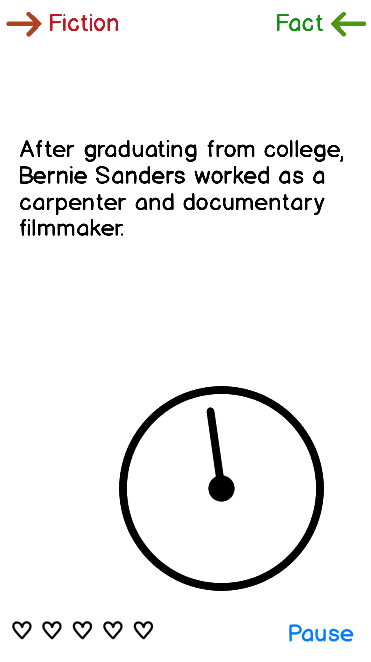 Fiction
Fact
After graduating from college,
Bernie Sanders worked as a
carpenter and documentary
filmmaker.
Pause